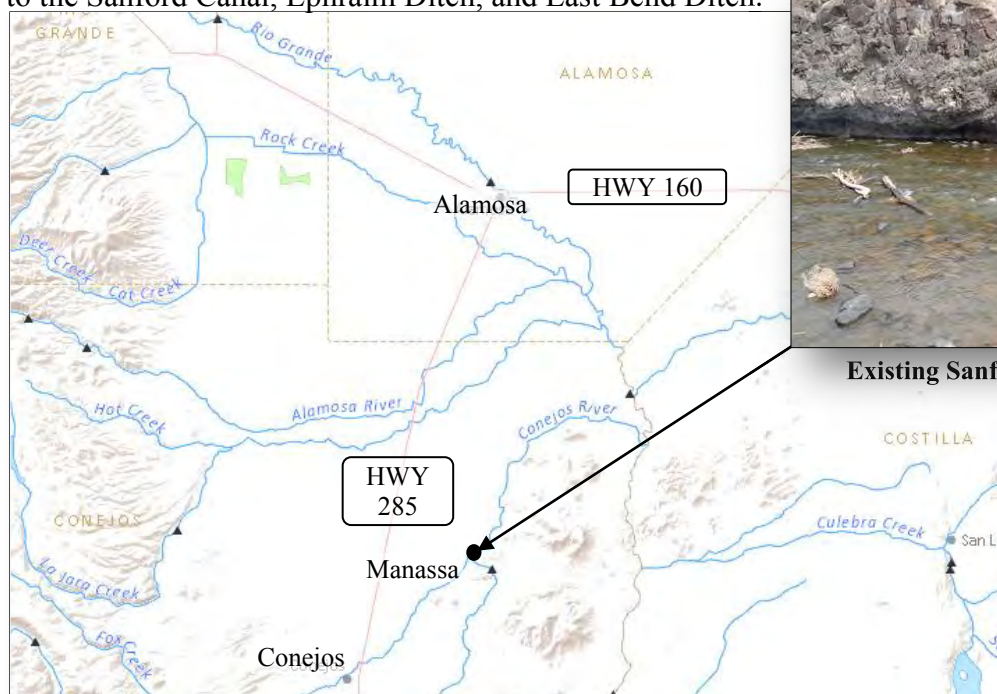 to the Sanford Canal, Ephraim Ditch, and East Bend Ditch.
GRANDE
Rio Grande
ALAMOSA
Rock Creek
HWY 160
Alamosa
Deer Creek
Cat Creek
Existing Sanf
Hot Creek
Alamosa River
Conejos River
COSTILLA
HWY
285
CONEJOS
Culebra Creek
San L
Manassa
La Jara Creek
Fox Creek
Conejos